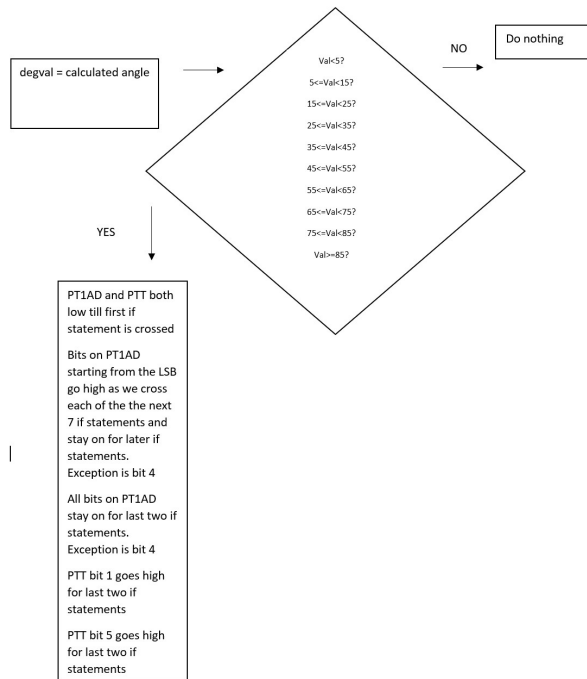 degval = calculated angle
Val<5?
5<=Val<15?
15<=Val<25?
25<=Val<35?
35<=Val<45?
45<=Val<55?
55<=Val<65?
65<=Val<75?
75<=Val<85?
Val>=85?
NO
Do nothing
YES
PT1AD and PTT both
low till first if
statement is crossed
Bits on PT1AD
starting from the LSB
go high as we cross
each of the the next
7 if statements and
stay on for later if
statements.
Exception is bit 4
All bits on PT1AD
stay on for last two if
statements.
Exception is bit 4
PTT bit 1 goes high
for last two if
statements
PTT bit 5 goes high
for last two if
statements